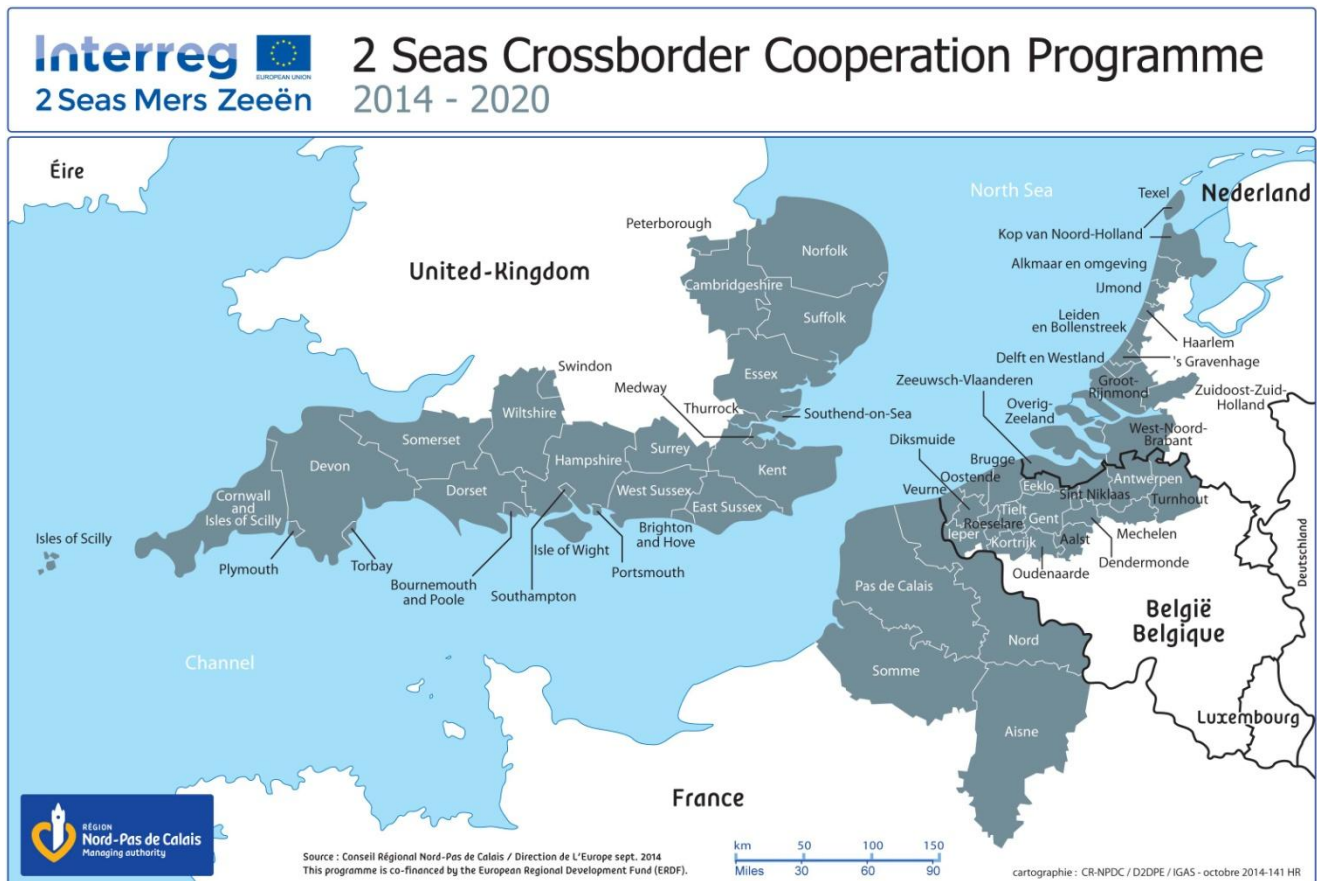 Interreg
EUROPEAN UNION
2 Seas Mers Zeeën
2 Seas Crossborder Cooperation Programme
2014 - 2020
Éire
United-Kingdom
North Sea
Nederland
Texel
Kop van Noord-Holland
Alkmaar en omgeving
IJmond
Leiden
en Bollenstreek
Haarlem
's Gravenhage
Delft en Westland
Groot-
Rijnmond
Zuidoost-Zuid-
Holland
Zeeuwsch-Vlaanderen
Overig-
Zeeland
West-Noord-
Brabant
Peterborough
Norfolk
Cambridgeshire
Suffolk
Essex
Swindon
Medway
Thurrock
Southend-on-Sea
Wiltshire
Somerset
Hampshire
Surrey
Kent
Devon
Dorset
West Sussex
East Sussex
Cornwall
and
Isles of Scilly
Isles of Scilly
Plymouth
Torbay
Bournemouth
and Poole
Southampton
Isle of Wight
Portsmouth
Brighton
and Hove
Diksmuide
Brugge
Oostende
Veurne
Eeklo
Antwerpen
Sint Niklaas
Turnhout
Tielt
Roeselare
Gent
Ieper
Kortrijk
Aalst
Mechelen
Dendermonde
Oudenaarde
Pas de Calais
Nord
Somme
Aisne
België
Belgique
Deutschland
Luxembourg
Channel
France
RÉGION
Nord-Pas de Calais
Managing authority
Source : Conseil Régional Nord-Pas de Calais / Direction de L'Europe sept. 2014
This programme is co-financed by the European Regional Development Fund (ERDF).
km 50 100 150
Miles 30 60 90
cartographie : CR-NPDC / D2DPE / IGAS - octobre 2014-141 HR